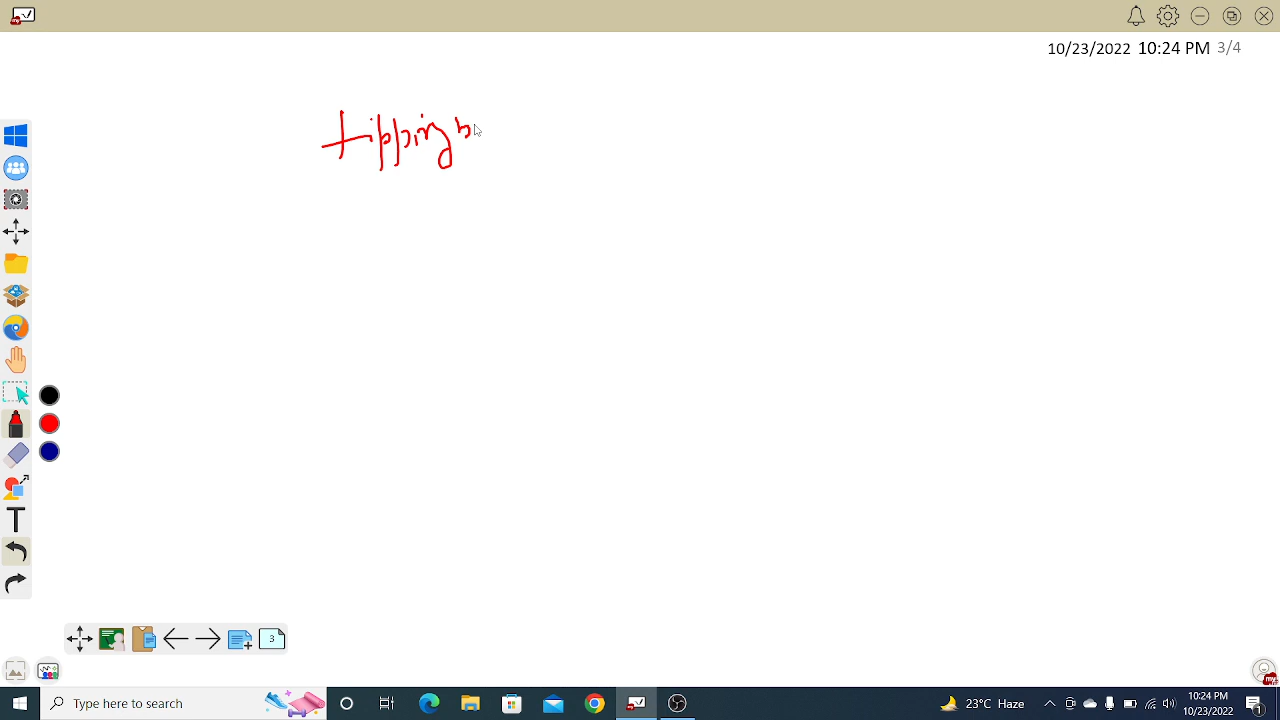 10/23/2022 10:24 PM 3/4
tipping b
3
Type here to search
23°C Haze
10:24 PM
10/23/2022